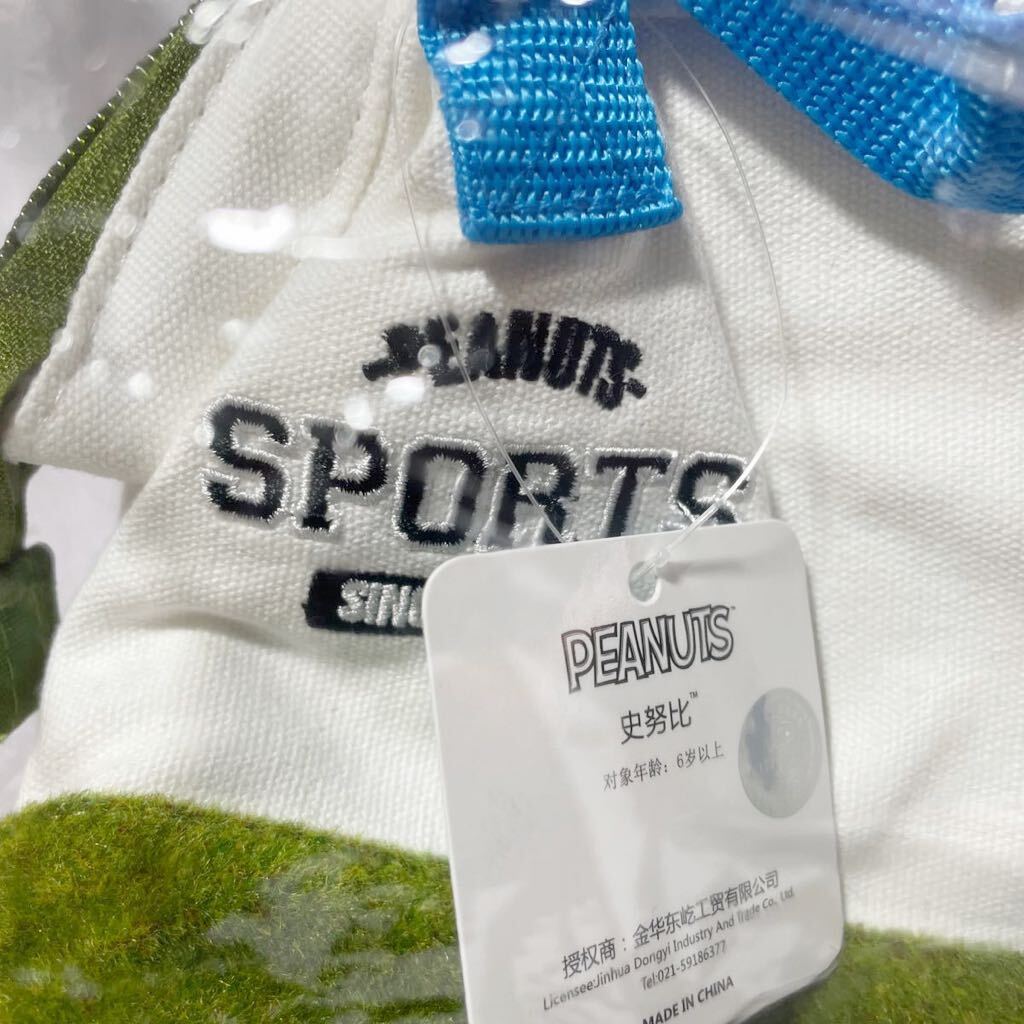 PEANUTS
SPORTS
PEANUTS™
史努比™
对象年龄：6岁以上
授权商：金华东屹工贸有限公司
Licensee:Jinhua Dongyi Industry And Trade Co., Ltd.
Tel:021-59186377
MADE IN CHINA